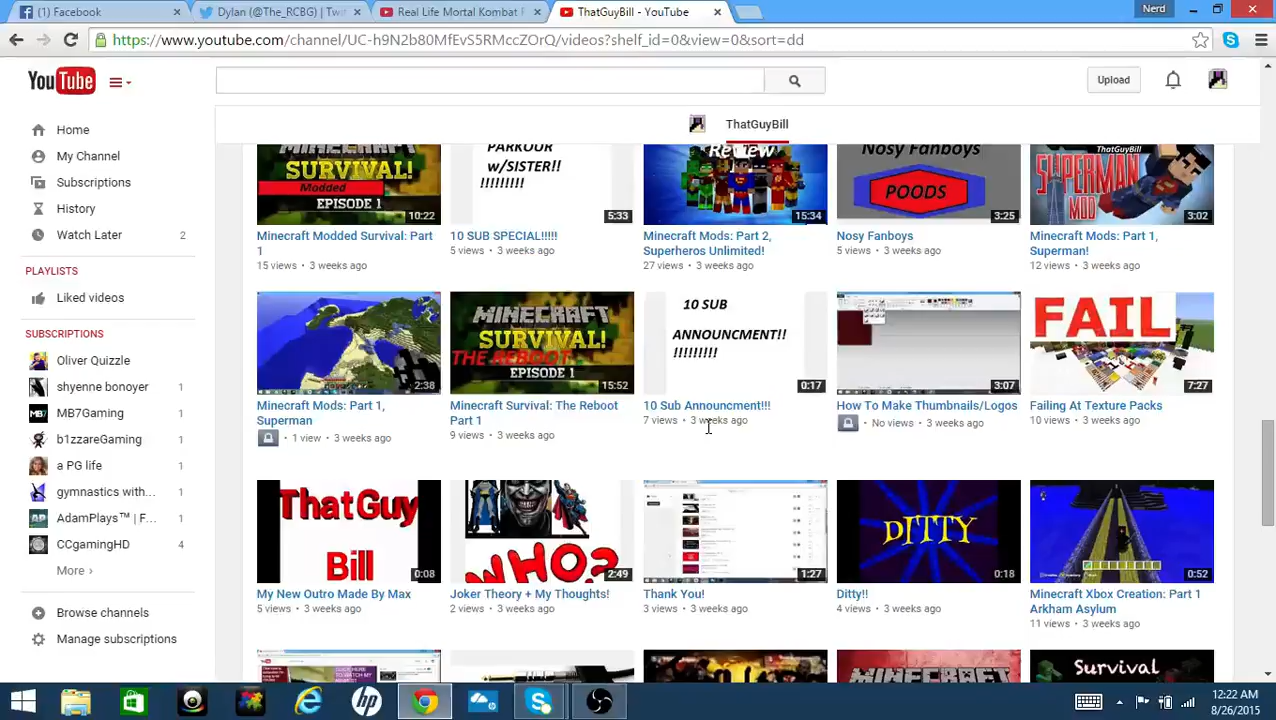 Facebook
Dylan (@The_RCBG) | Twit
Real Life Mortal Kombat F
ThatGuyBill - YouTube
Nerd
https://www.youtube.com/channel/UC-h9N2b80MfEvS5RMccZOrQ/videos?shelf_id=0&view=0&sort=dd
YouTube
Upload
ThatGuyBill
Home
My Channel
Subscriptions
History
Watch Later 2
PLAYLISTS
Liked videos
SUBSCRIPTIONS
Oliver Quizzle
shyenne bonoyer 1
MB7Gaming 1
b1zzareGaming 1
a PG life 1
gymnastics with... 1
AdamPlays™ | F... 1
CCgamingHD 4
More ›
Browse channels
Manage subscriptions
MINECRAFT
SURVIVAL!
Modded
EPISODE 1
10:22
PARKOUR
w/SISTER!!
!!!!!!!!!
5:33
Review
15:34
Nosy Fanboys
POODS
3:25
ThatGuyBill
SUPERMAN
MOD
3:02
Minecraft Modded Survival: Part
1
15 views • 3 weeks ago
10 SUB SPECIAL!!!!!
5 views • 3 weeks ago
Minecraft Mods: Part 2,
Superheros Unlimited!
27 views • 3 weeks ago
Nosy Fanboys
5 views • 3 weeks ago
Minecraft Mods: Part 1,
Superman!
12 views • 3 weeks ago
2:38
MINECRAFT
SURVIVAL!
THE REBOOT
EPISODE 1
15:52
10 SUB
ANNOUNCMENT!!
!!!!!!!!!
0:17
3:07
FAIL
7:27
Minecraft Mods: Part 1,
Superman
1 view • 3 weeks ago
Minecraft Survival: The Reboot
Part 1
9 views • 3 weeks ago
10 Sub Announcment!!!
7 views • 3 weeks ago
How To Make Thumbnails/Logos
No views • 3 weeks ago
Failing At Texture Packs
10 views • 3 weeks ago
ThatGuy
Bill
0:08
WHO?
2:49
1:27
DITTY
0:18
0:52
My New Outro Made By Max
5 views • 3 weeks ago
Joker Theory + My Thoughts!
2 views • 3 weeks ago
Thank You!
3 views • 3 weeks ago
Ditty!!
4 views • 3 weeks ago
Minecraft Xbox Creation: Part 1
Arkham Asylum
11 views • 3 weeks ago
MINECRAFT
Survival
12:22 AM
8/26/2015